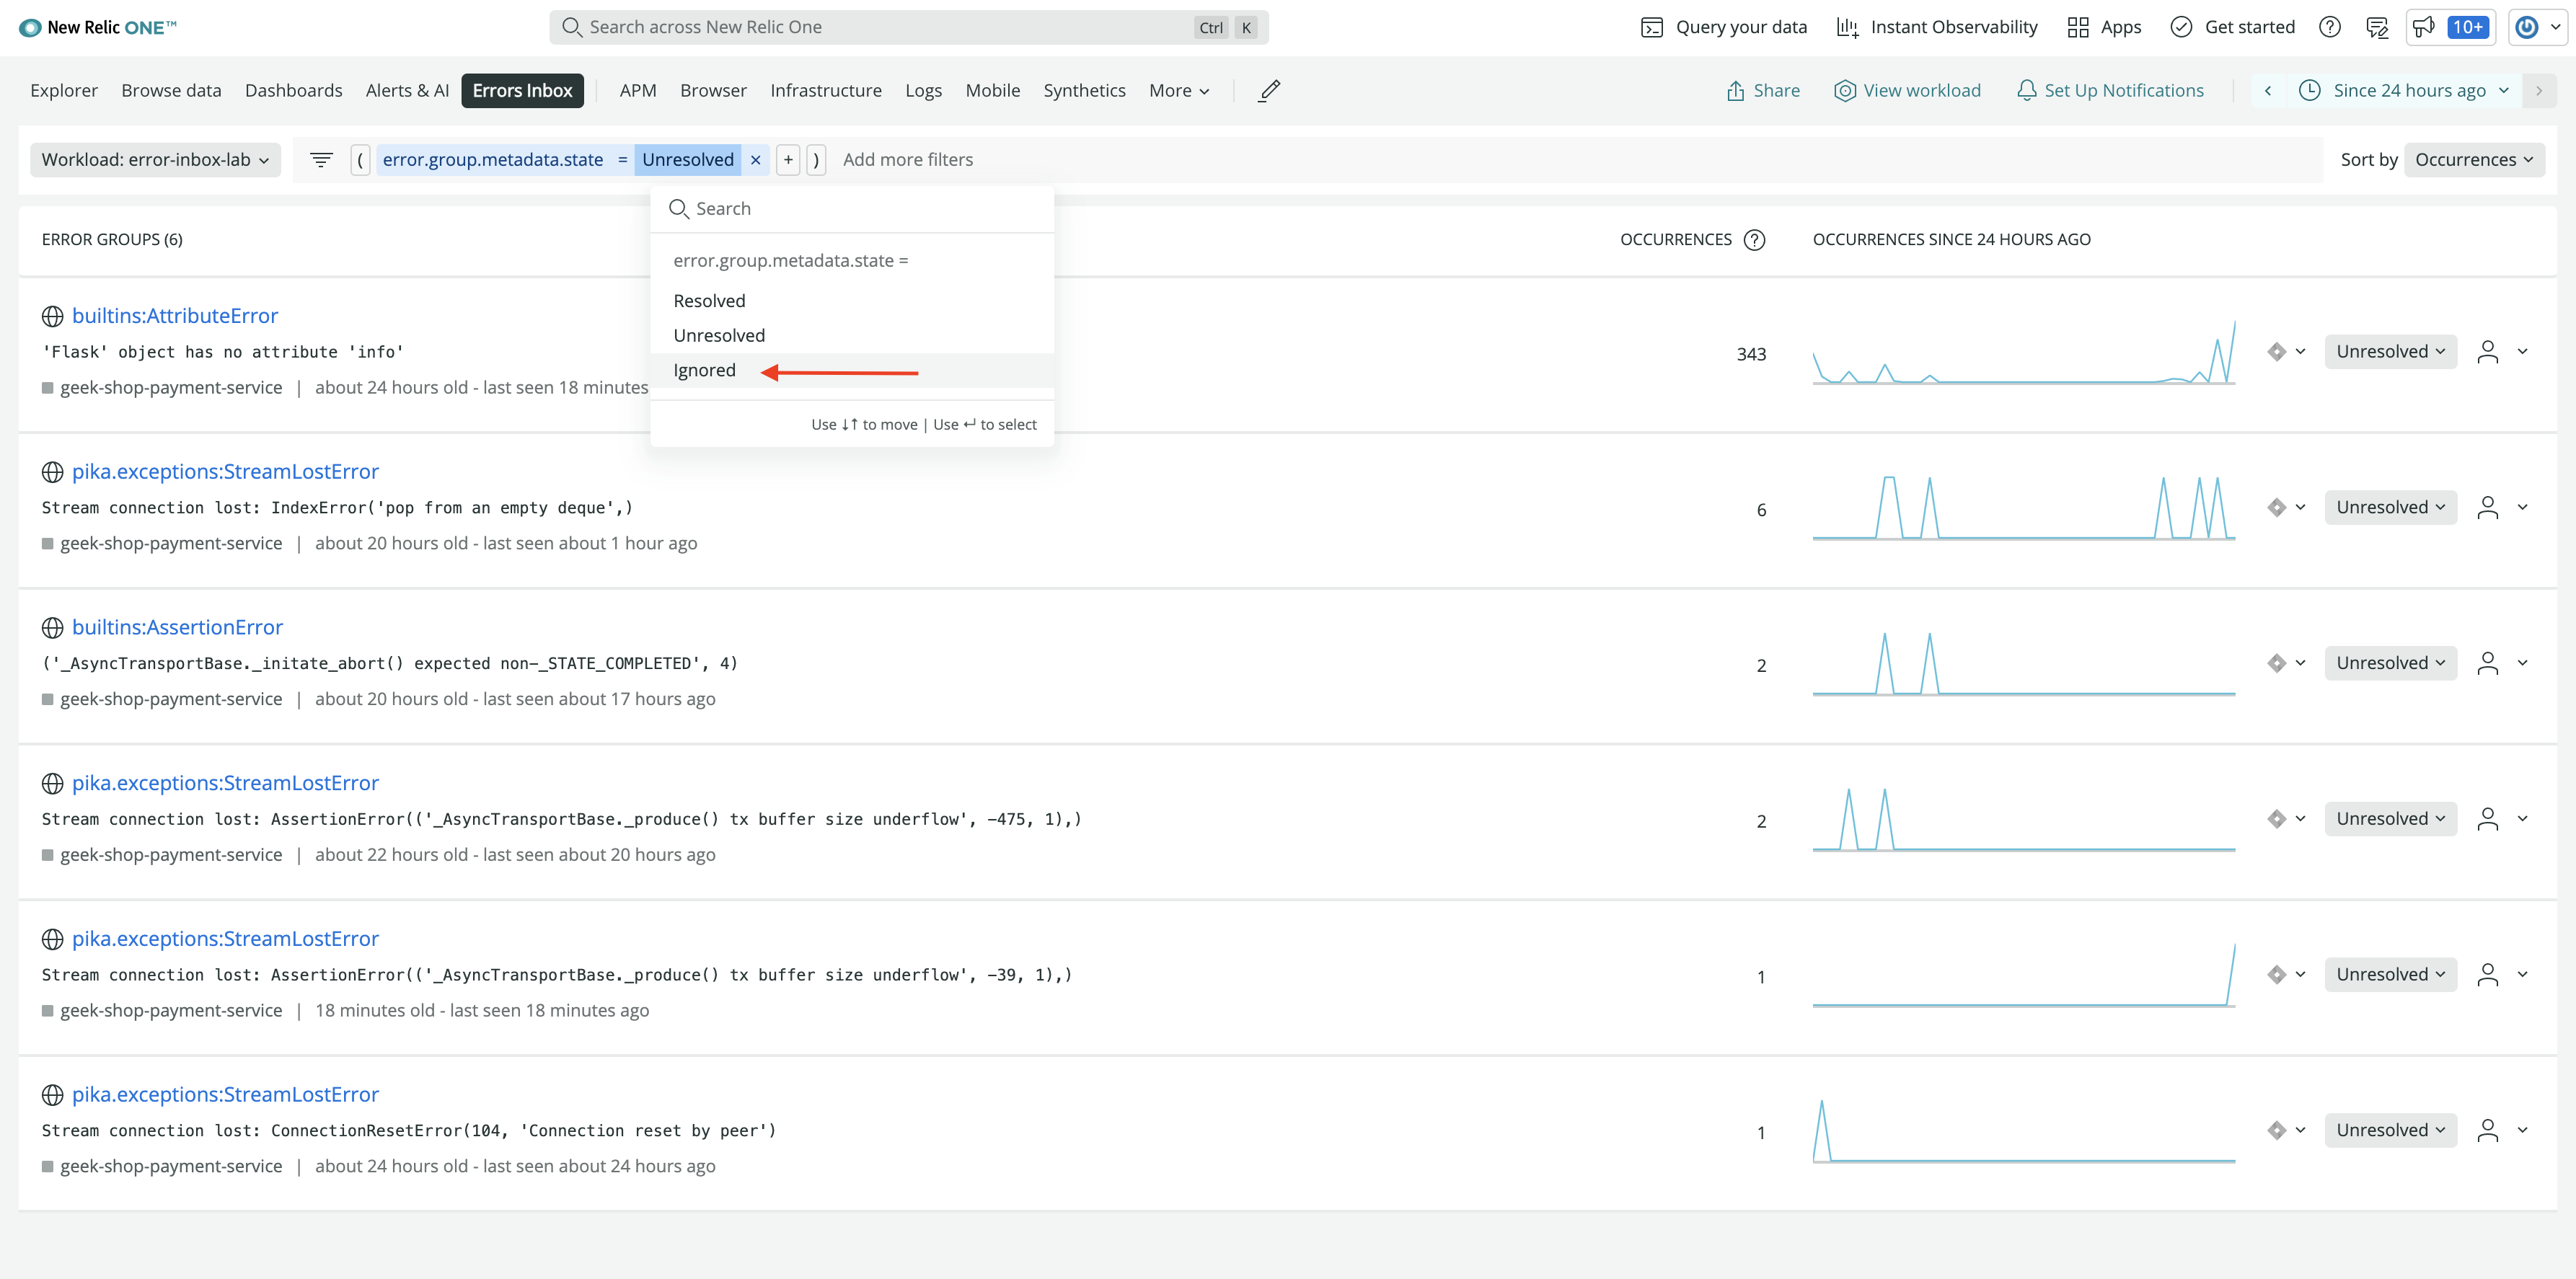 New Relic ONE™
Search across New Relic One
Ctrl K
Query your data
Instant Observability
Apps
Get started
10+
Explorer
Browse data
Dashboards
Alerts & AI
Errors Inbox
APM
Browser
Infrastructure
Logs
Mobile
Synthetics
More
Share
View workload
Set Up Notifications
Since 24 hours ago
Workload: error-inbox-lab
( error.group.metadata.state = Unresolved × + )
Add more filters
Sort by Occurrences
Search
error.group.metadata.state =
Resolved
Unresolved
Ignored
Use ↓↑ to move | Use ↵ to select
ERROR GROUPS (6)
OCCURRENCES ?
OCCURRENCES SINCE 24 HOURS AGO
builtins:AttributeError
'Flask' object has no attribute 'info'
geek-shop-payment-service | about 24 hours old - last seen 18 minutes
343
Unresolved
pika.exceptions:StreamLostError
Stream connection lost: IndexError('pop from an empty deque',)
geek-shop-payment-service | about 20 hours old - last seen about 1 hour ago
6
Unresolved
builtins:AssertionError
('_AsyncTransportBase._initate_abort() expected non-_STATE_COMPLETED', 4)
geek-shop-payment-service | about 20 hours old - last seen about 17 hours ago
2
Unresolved
pika.exceptions:StreamLostError
Stream connection lost: AssertionError(('_AsyncTransportBase._produce() tx buffer size underflow', -475, 1),)
geek-shop-payment-service | about 22 hours old - last seen about 20 hours ago
2
Unresolved
pika.exceptions:StreamLostError
Stream connection lost: AssertionError(('_AsyncTransportBase._produce() tx buffer size underflow', -39, 1),)
geek-shop-payment-service | 18 minutes old - last seen 18 minutes ago
1
Unresolved
pika.exceptions:StreamLostError
Stream connection lost: ConnectionResetError(104, 'Connection reset by peer')
geek-shop-payment-service | about 24 hours old - last seen about 24 hours ago
1
Unresolved